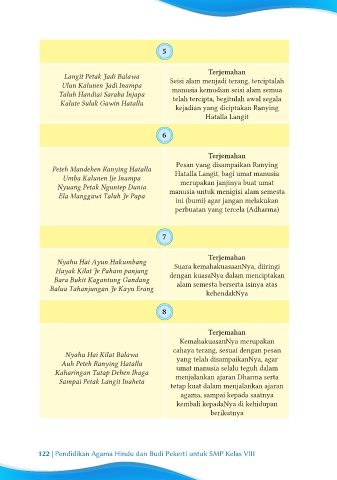 5
Langit Petak Jadi Balawa
Ulun Kalunen Jadi Inampa
Taluh Handiai Saraba Injapa
Kalute Suluk Gawin Hatalla
Terjemahan
Seisi alam menjadi terang, terciptalah
manusia kemudian seisi alam semua
telah tercipta, begitulah awal segala
kejadian yang diciptakan Ranying
Hatalla Langit
6
Peteh Mandehen Ranying Hatalla
Umba Kalunen Ije Inampa
Nyuang Petak Nguntep Dunia
Ela Manggawi Taluh Je Papa
Terjemahan
Pesan yang disampaikan Ranying
Hatalla Langit, bagi umat manusia
merupakan janjinya buat umat
manusia untuk mengisi alam semesta
ini (bumi) agar jangan melakukan
perbuatan yang tercela (Adharma)
7
Nyahu Hai Ayun Hakumbang
Hayak Kilat Je Paham panjang
Bara Bukit Kagantung Gandang
Balua Tahanjungan Je Kayu Erang
Terjemahan
Suara kemahakuasaanNya, diiringi
dengan kuasaNya dalam menciptakan
alam semesta berserta isinya atas
kehendakNya
8
Nyahu Hai Kilat Balawa
Auh Peteh Ranying Hatalla
Kaharingan Tatap Dehen Ihaga
Sampai Petak Langit Inaheta
Terjemahan
KemahakuasanNya merupakan
cahaya terang, sesuai dengan pesan
yang telah disampaikanNya, agar
umat manusia selalu teguh dalam
menjalankan ajaran Dharma serta
tetap kuat dalam menjalankan ajaran
agama, sampai kepada saatnya
kembali kepadaNya di kehidupan
berikutnya
122 | Pendidikan Agama Hindu dan Budi Pekerti untuk SMP Kelas VIII